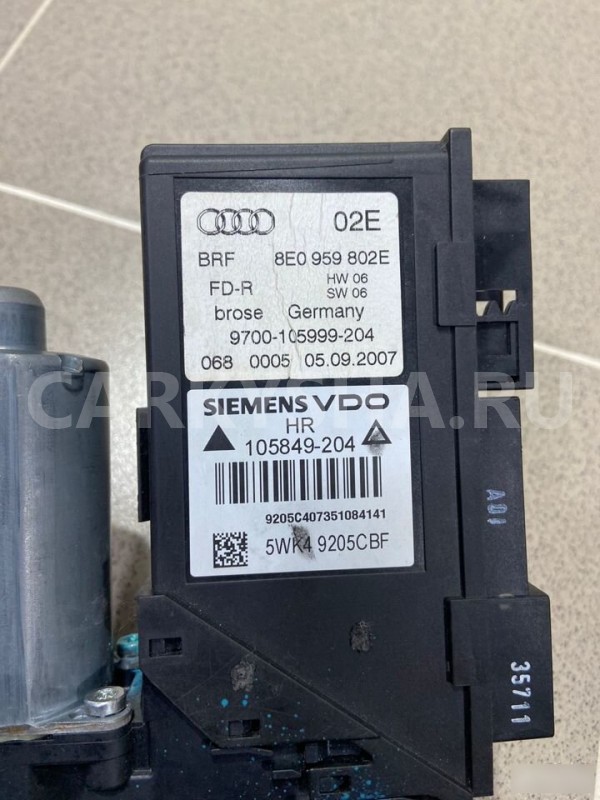 02E
BRF 8E0 959 802E
FD-R HW 06
SW 06
brose Germany
9700-105999-204
068 0005 05.09.2007
CARKYSHA.RU
SIEMENS VDO
HR
105849-204
9205C407351084141
5WK4 9205CBF
A01
35711